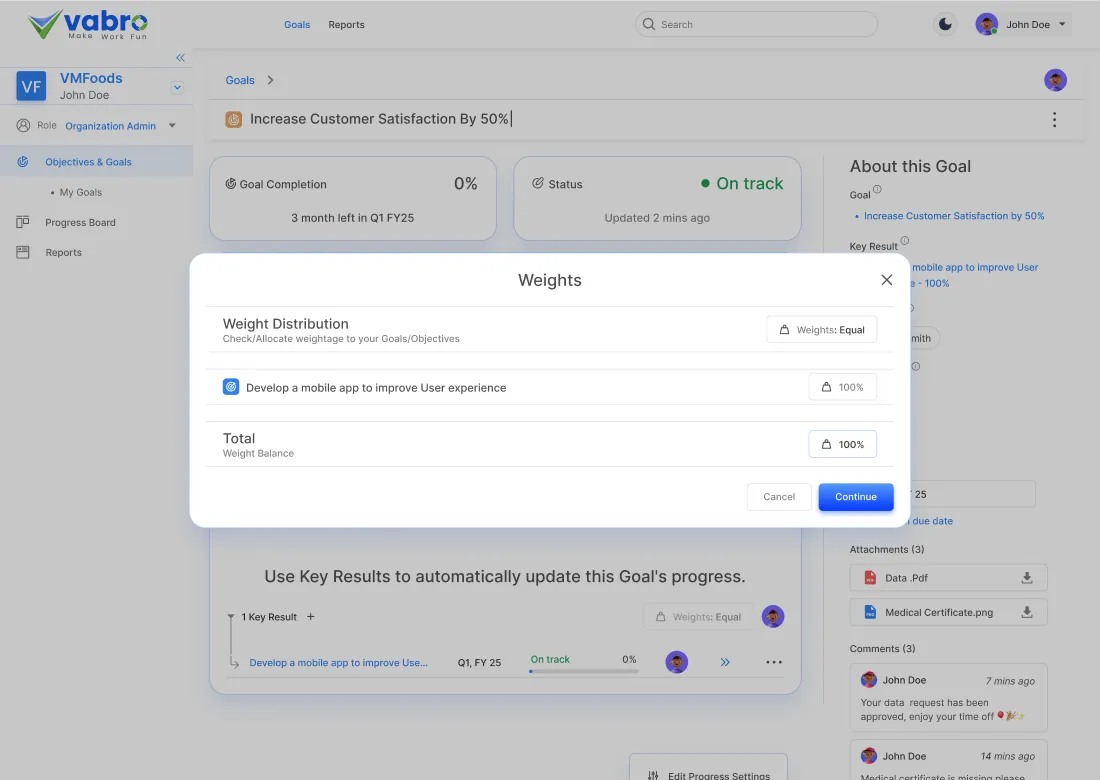 vabro
Make Work Fun
Goals
Reports
Search
John Doe
VF
VMFoods
John Doe
Role
Organization Admin
Objectives & Goals
• My Goals
Progress Board
Reports
Goals
Increase Customer Satisfaction By 50%
Goal Completion
0%
3 month left in Q1 FY25
Status
On track
Updated 2 mins ago
About this Goal
Goal
• Increase Customer Satisfaction by 50%
Key Result
mobile app to improve User
- 100%
Weights
Weight Distribution
Check/Allocate weightage to your Goals/Objectives
Weights: Equal
Develop a mobile app to improve User experience
100%
Total
Weight Balance
100%
Cancel
Continue
25
due date
Use Key Results to automatically update this Goal's progress.
1 Key Result +
Weights: Equal
Develop a mobile app to improve Use...
Q1, FY 25
On track
0%
Attachments (3)
Data .Pdf
Medical Certificate.png
Comments (3)
John Doe
7 mins ago
Your data request has been
approved, enjoy your time off 🎈🎉✨
John Doe
14 mins ago
Medical certificate is missing please
Edit Progress Settings